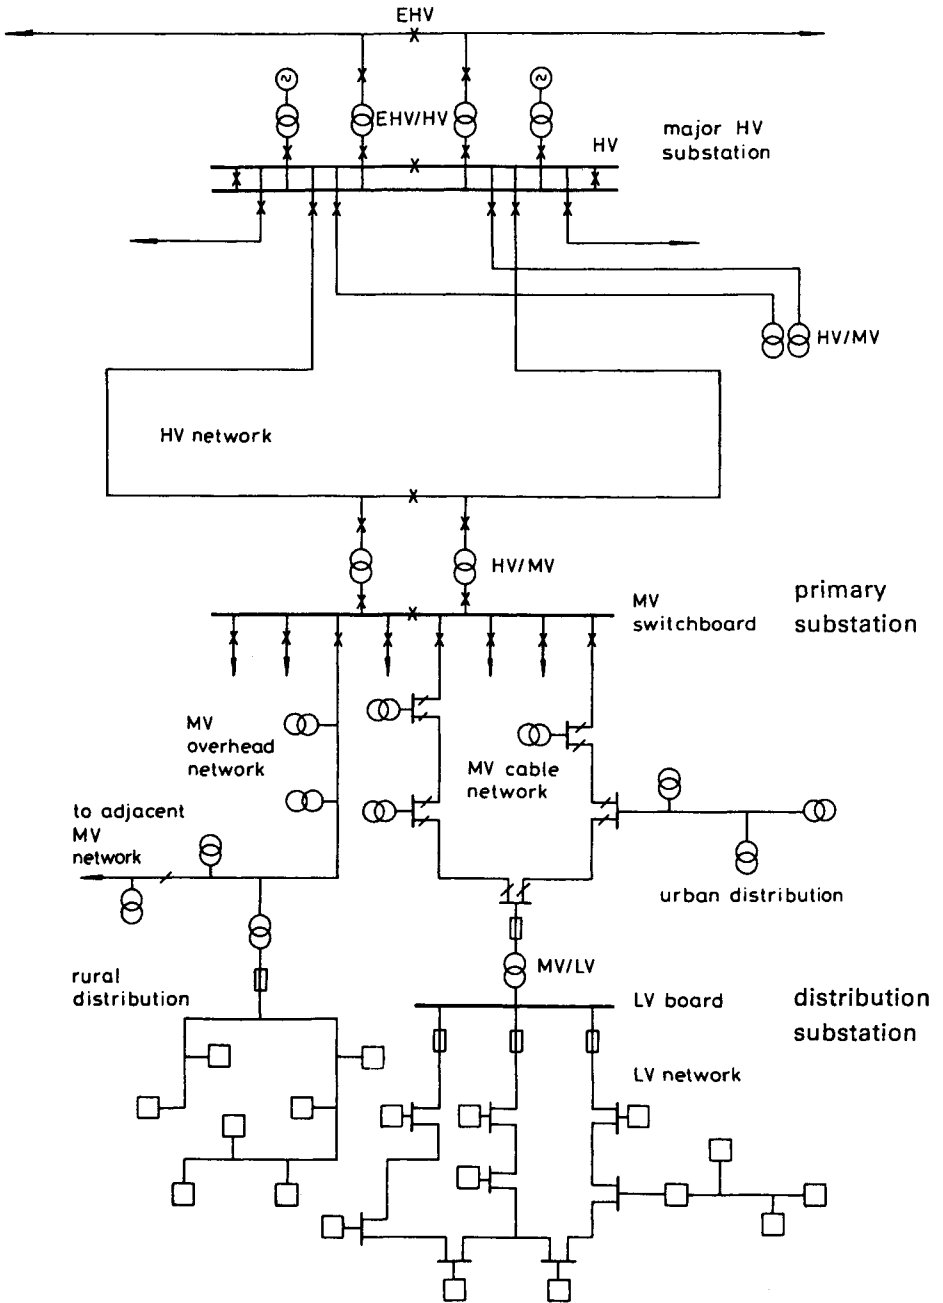 EHV
EHV/HV
HV
major HV
substation
HV/MV
HV network
HV/MV
MV
switchboard
primary
substation
MV
overhead
network
MV cable
network
to adjacent
MV
network
urban distribution
MV/LV
rural
distribution
LV board
distribution
substation
LV network